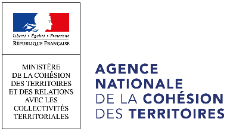 Liberté • Égalité • Fraternité
RÉPUBLIQUE FRANÇAISE
MINISTÈRE
DE LA COHÉSION
DES TERRITOIRES
ET DES RELATIONS
AVEC LES
COLLECTIVITÉS
TERRITORIALES
AGENCE
NATIONALE
DE LA COHÉSION
DES TERRITOIRES